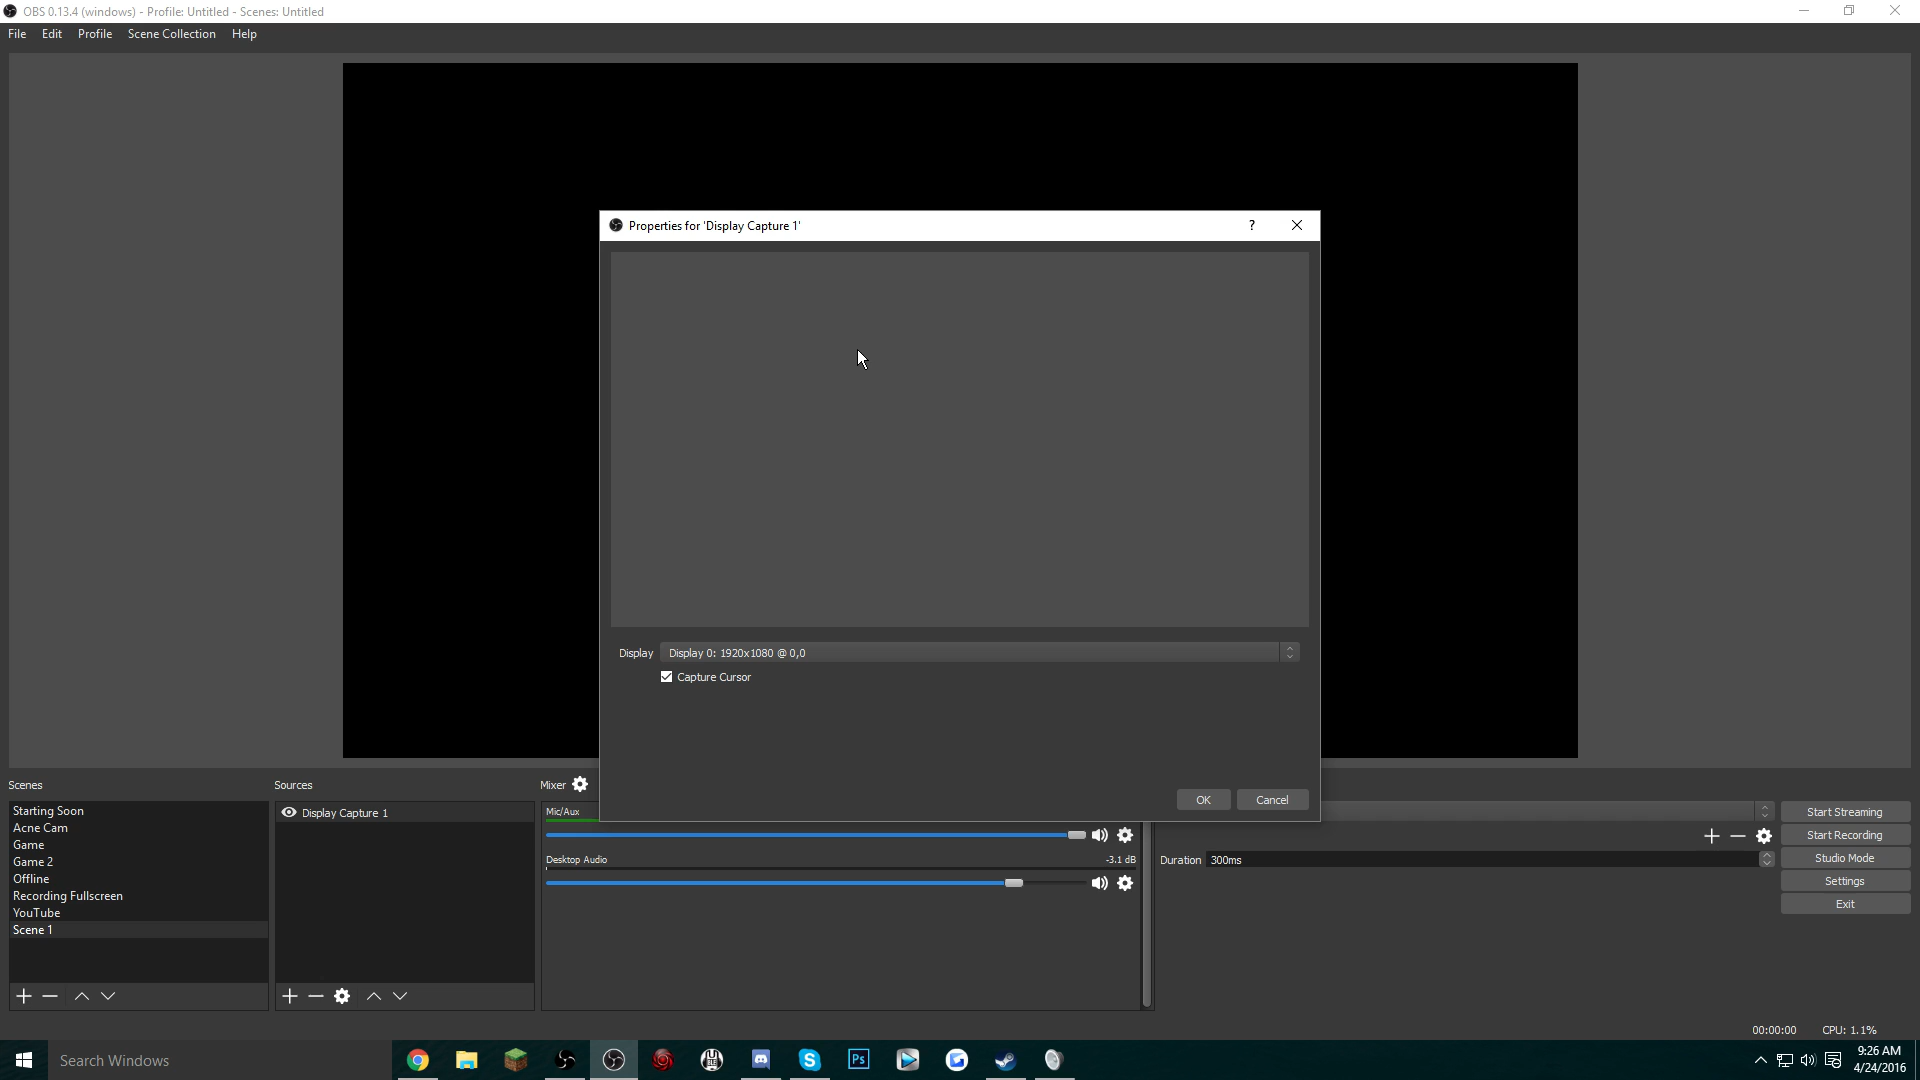 OBS 0.13.4 (windows) - Profile: Untitled - Scenes: Untitled
File Edit Profile Scene Collection Help
Properties for 'Display Capture 1'
?
Display Display 0: 1920x1080 @ 0,0
Capture Cursor
OK Cancel
Scenes
Starting Soon
Acne Cam
Game
Game 2
Offline
Recording Fullscreen
YouTube
Scene 1
Sources
Display Capture 1
Mixer
Mic/Aux
Desktop Audio -3.1 dB
Duration 300ms
Start Streaming
Start Recording
Studio Mode
Settings
Exit
00:00:00 CPU: 1.1%
Search Windows
Ps
9:26 AM
4/24/2016